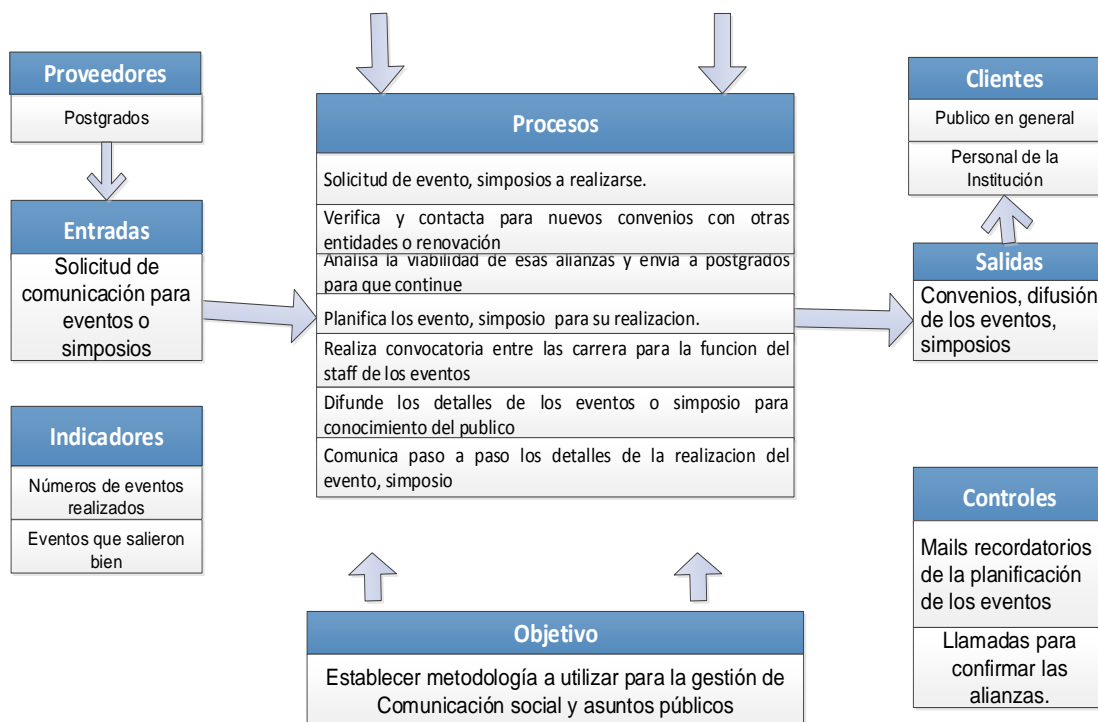 Proveedores
Postgrados
Entradas
Solicitud de
comunicación para
eventos o
simposios
Indicadores
Números de eventos
realizados
Eventos que salieron
bien
Procesos
Solicitud de evento, simposios a realizarse.
Verifica y contacta para nuevos convenios con otras
entidades o renovación
Analisa la viabilidad de esas alianzas y envia a postgrados
para que continue
Planifica los evento, simposio para su realizacion.
Realiza convocatoria entre las carrera para la funcion del
staff de los eventos
Difunde los detalles de los eventos o simposio para
conocimiento del publico
Comunica paso a paso los detalles de la realizacion del
evento, simposio
Objetivo
Establecer metodología a utilizar para la gestión de
Comunicación social y asuntos públicos
Clientes
Publico en general
Personal de la
Institución
Salidas
Convenios, difusión
de los eventos,
simposios
Controles
Mails recordatorios
de la planificación
de los eventos
Llamadas para
confirmar las
alianzas.